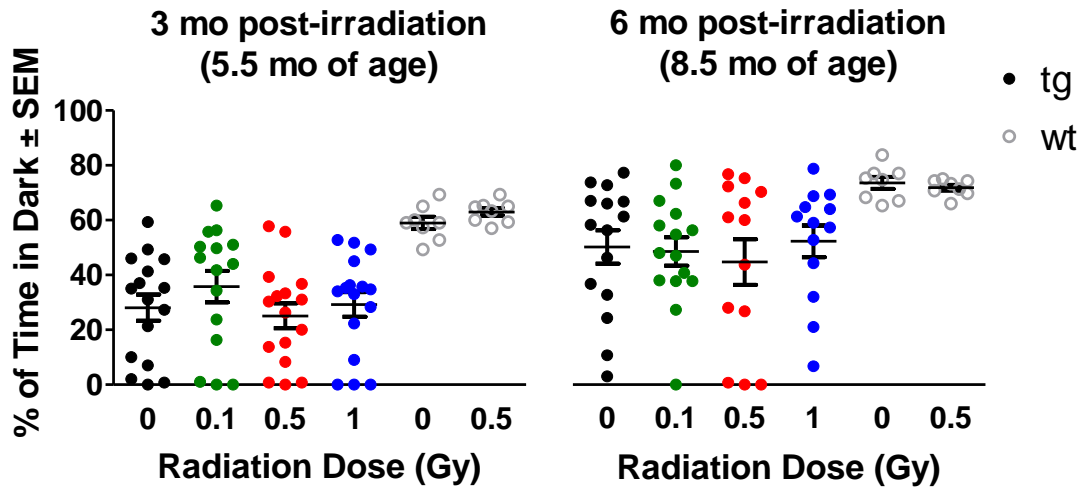 3 mo post-irradiation
(5.5 mo of age)
6 mo post-irradiation
(8.5 mo of age)
tg
wt
% of Time in Dark ± SEM
100
80
60
40
20
0
0 0.1 0.5 1 0 0.5
0 0.1 0.5 1 0 0.5
Radiation Dose (Gy)
Radiation Dose (Gy)